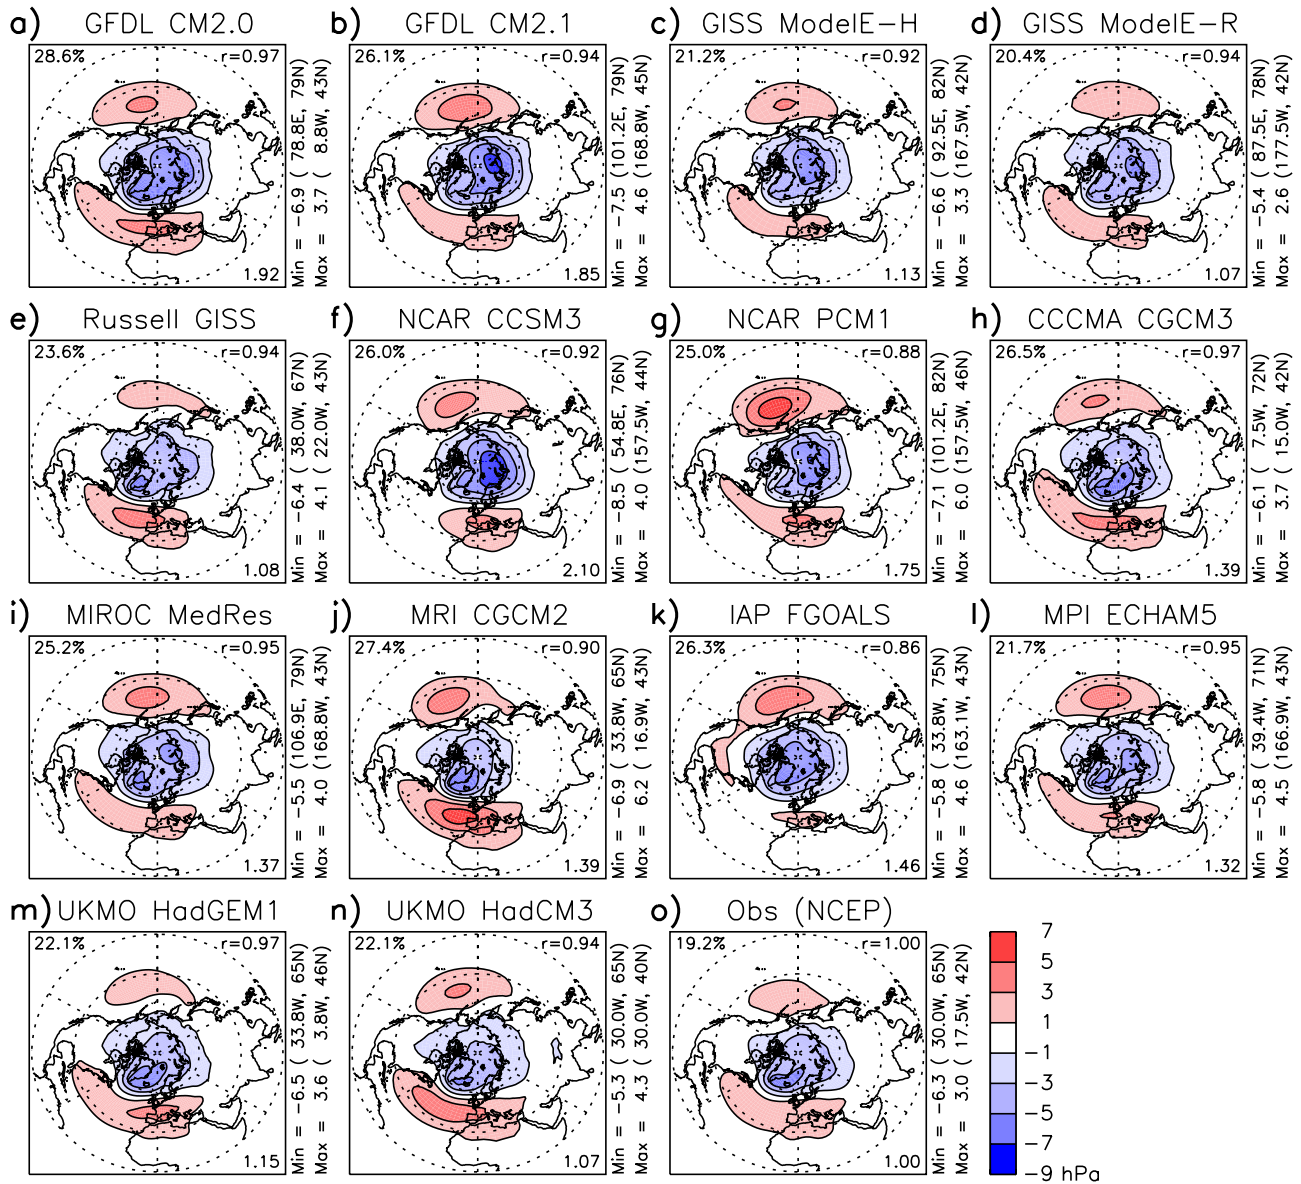 a) GFDL CM2.0
28.6% r=0.97
1.92
Min = −6.9 ( 78.8E, 79N)
Max = 3.7 ( 8.8W, 43N)
b) GFDL CM2.1
26.1% r=0.94
1.85
Min = −7.5 (101.2E, 79N)
Max = 4.6 (168.8W, 45N)
c) GISS ModelE−H
21.2% r=0.92
1.13
Min = −6.6 ( 92.5E, 82N)
Max = 3.3 (167.5W, 42N)
d) GISS ModelE−R
20.4% r=0.94
1.07
Min = −5.4 ( 87.5E, 78N)
Max = 2.6 (177.5W, 42N)
e) Russell GISS
23.6% r=0.94
1.08
Min = −6.4 ( 38.0W, 67N)
Max = 4.1 ( 22.0W, 43N)
f) NCAR CCSM3
26.0% r=0.92
2.10
Min = −8.5 ( 54.8E, 76N)
Max = 4.0 (157.5W, 44N)
g) NCAR PCM1
25.0% r=0.88
1.75
Min = −7.1 (101.2E, 82N)
Max = 6.0 (157.5W, 46N)
h) CCCMA CGCM3
26.5% r=0.97
1.39
Min = −6.1 ( 7.5W, 72N)
Max = 3.7 ( 15.0W, 42N)
i) MIROC MedRes
25.2% r=0.95
1.37
Min = −5.5 (106.9E, 79N)
Max = 4.0 (168.8W, 43N)
j) MRI CGCM2
27.4% r=0.90
1.39
Min = −6.9 ( 33.8W, 65N)
Max = 6.2 ( 16.9W, 43N)
k) IAP FGOALS
26.3% r=0.86
1.46
Min = −5.8 ( 33.8W, 75N)
Max = 4.6 (163.1W, 43N)
l) MPI ECHAM5
21.7% r=0.95
1.32
Min = −5.8 ( 39.4W, 71N)
Max = 4.5 (166.9W, 43N)
m) UKMO HadGEM1
22.1% r=0.97
1.15
Min = −6.5 ( 33.8W, 65N)
Max = 3.6 ( 3.8W, 46N)
n) UKMO HadCM3
22.1% r=0.94
1.07
Min = −5.3 ( 30.0W, 65N)
Max = 4.3 ( 30.0W, 40N)
o) Obs (NCEP)
19.2% r=1.00
1.00
Min = −6.3 ( 30.0W, 65N)
Max = 3.0 ( 17.5W, 42N)
7
5
3
1
−1
−3
−5
−7
−9 hPa